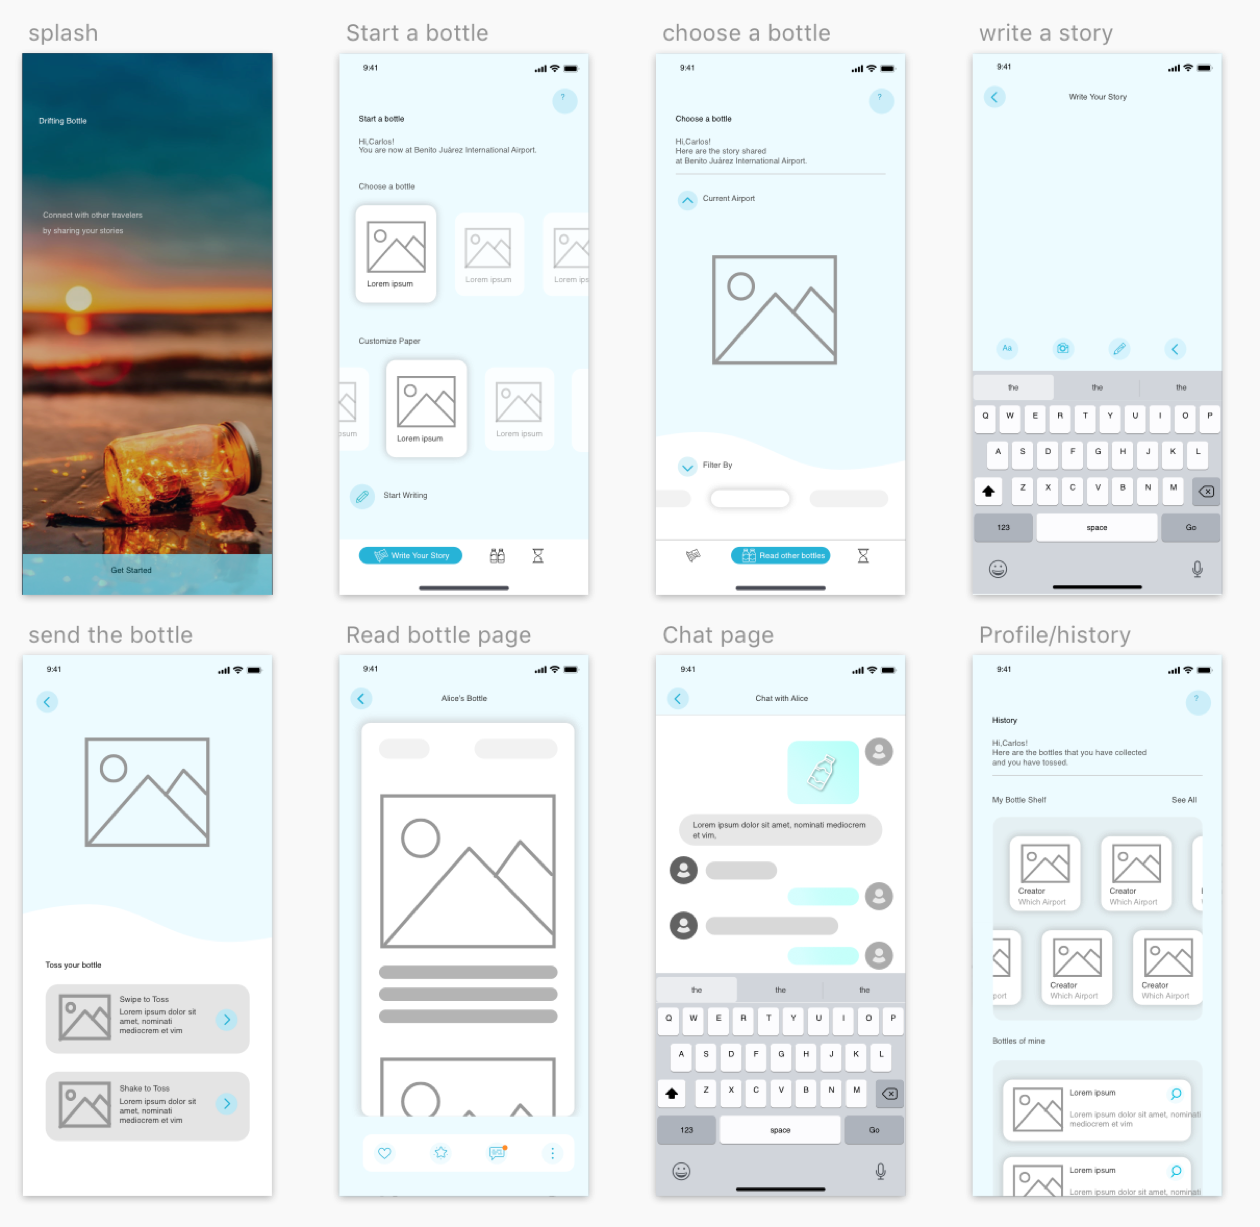 splash
Drifting Bottle
Connect with other travelers
by sharing your stories
Get Started
Start a bottle
9:41
?
Start a bottle
Hi,Carlos!
You are now at Benito Juárez International Airport.
Choose a bottle
Lorem ipsum
Lorem ipsum
Lorem ips
Customize Paper
psum
Lorem ipsum
Lorem ipsum
Start Writing
Write Your Story
choose a bottle
9:41
?
Choose a bottle
Hi,Carlos!
Here are the story shared
at Benito Juárez International Airport.
Current Airport
Filter By
Read other bottles
write a story
9:41
Write Your Story
Aa
the the the
Q W E R T Y U I O P
A S D F G H J K L
Z X C V B N M
123 space Go
send the bottle
9:41
Toss your bottle
Swipe to Toss
Lorem ipsum dolor sit
amet, nominati
mediocrem et vim
Shake to Toss
Lorem ipsum dolor sit
amet, nominati
mediocrem et vim
Read bottle page
9:41
Alice's Bottle
Chat page
9:41
Chat with Alice
Lorem ipsum dolor sit amet, nominati mediocrem
et vim,
the the the
Q W E R T Y U I O P
A S D F G H J K L
Z X C V B N M
123 space Go
Profile/history
9:41
?
History
Hi,Carlos!
Here are the bottles that you have collected
and you have tossed.
My Bottle Shelf See All
Creator
Which Airport
Creator
Which Airport
port
Creator
Which Airport
Creator
Which Airport
Bottles of mine
Lorem ipsum
Lorem ipsum dolor sit amet, nominati
mediocrem et vim
Lorem ipsum
Lorem ipsum dolor sit amet, nominati